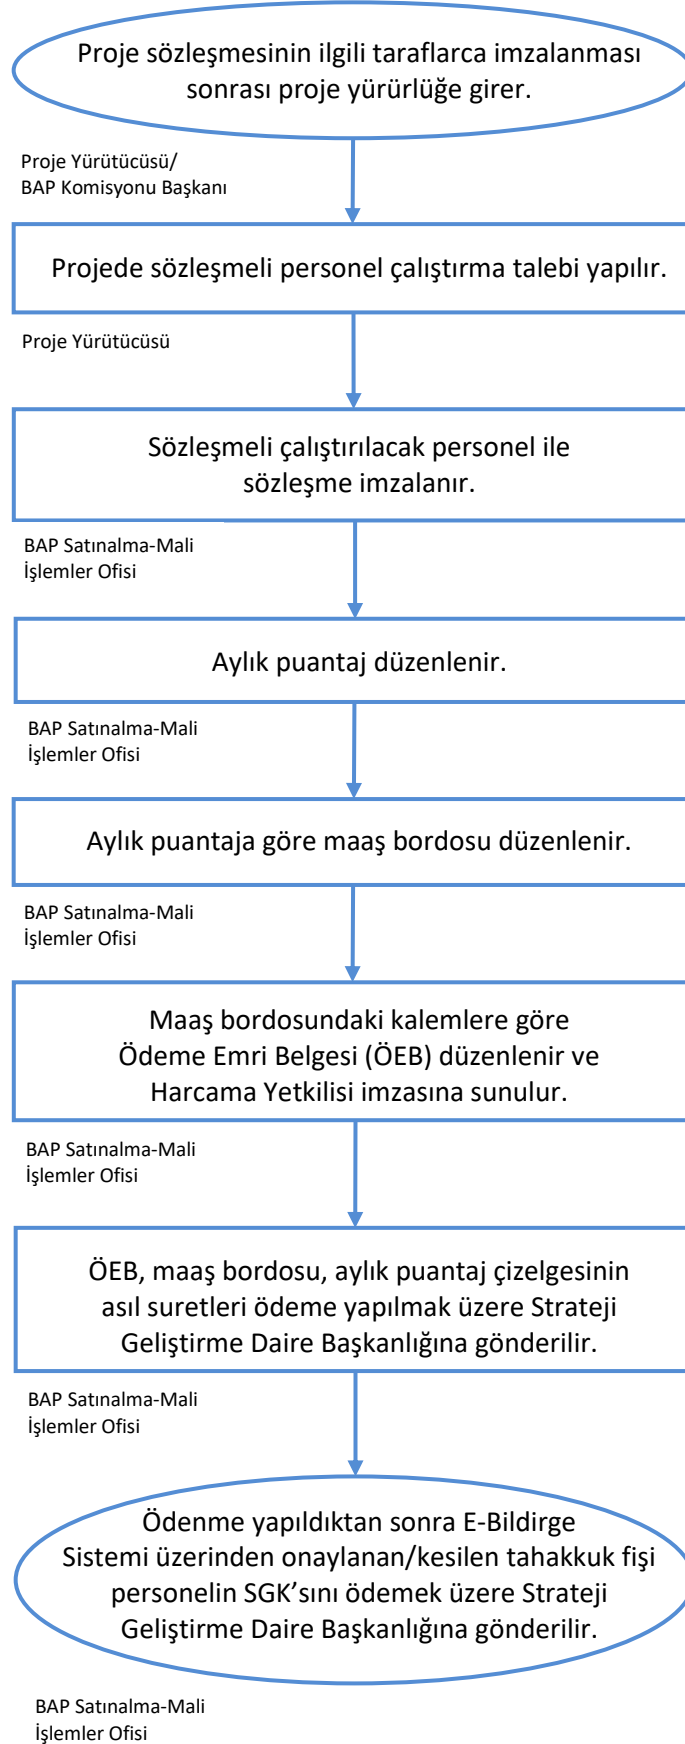 Proje sözleşmesinin ilgili taraflarca imzalanması
sonrası proje yürürlüğe girer.
Proje Yürütücüsü/
BAP Komisyonu Başkanı
Projede sözleşmeli personel çalıştırma talebi yapılır.
Proje Yürütücüsü
Sözleşmeli çalıştırılacak personel ile
sözleşme imzalanır.
BAP Satınalma-Mali
İşlemler Ofisi
Aylık puantaj düzenlenir.
BAP Satınalma-Mali
İşlemler Ofisi
Aylık puantaja göre maaş bordosu düzenlenir.
BAP Satınalma-Mali
İşlemler Ofisi
Maaş bordosundaki kalemlere göre
Ödeme Emri Belgesi (ÖEB) düzenlenir ve
Harcama Yetkilisi imzasına sunulur.
BAP Satınalma-Mali
İşlemler Ofisi
ÖEB, maaş bordosu, aylık puantaj çizelgesinin
asıl suretleri ödeme yapılmak üzere Strateji
Geliştirme Daire Başkanlığına gönderilir.
BAP Satınalma-Mali
İşlemler Ofisi
Ödenme yapıldıktan sonra E-Bildirge
Sistemi üzerinden onaylanan/kesilen tahakkuk fişi
personelin SGK’sını ödemek üzere Strateji
Geliştirme Daire Başkanlığına gönderilir.
BAP Satınalma-Mali
İşlemler Ofisi